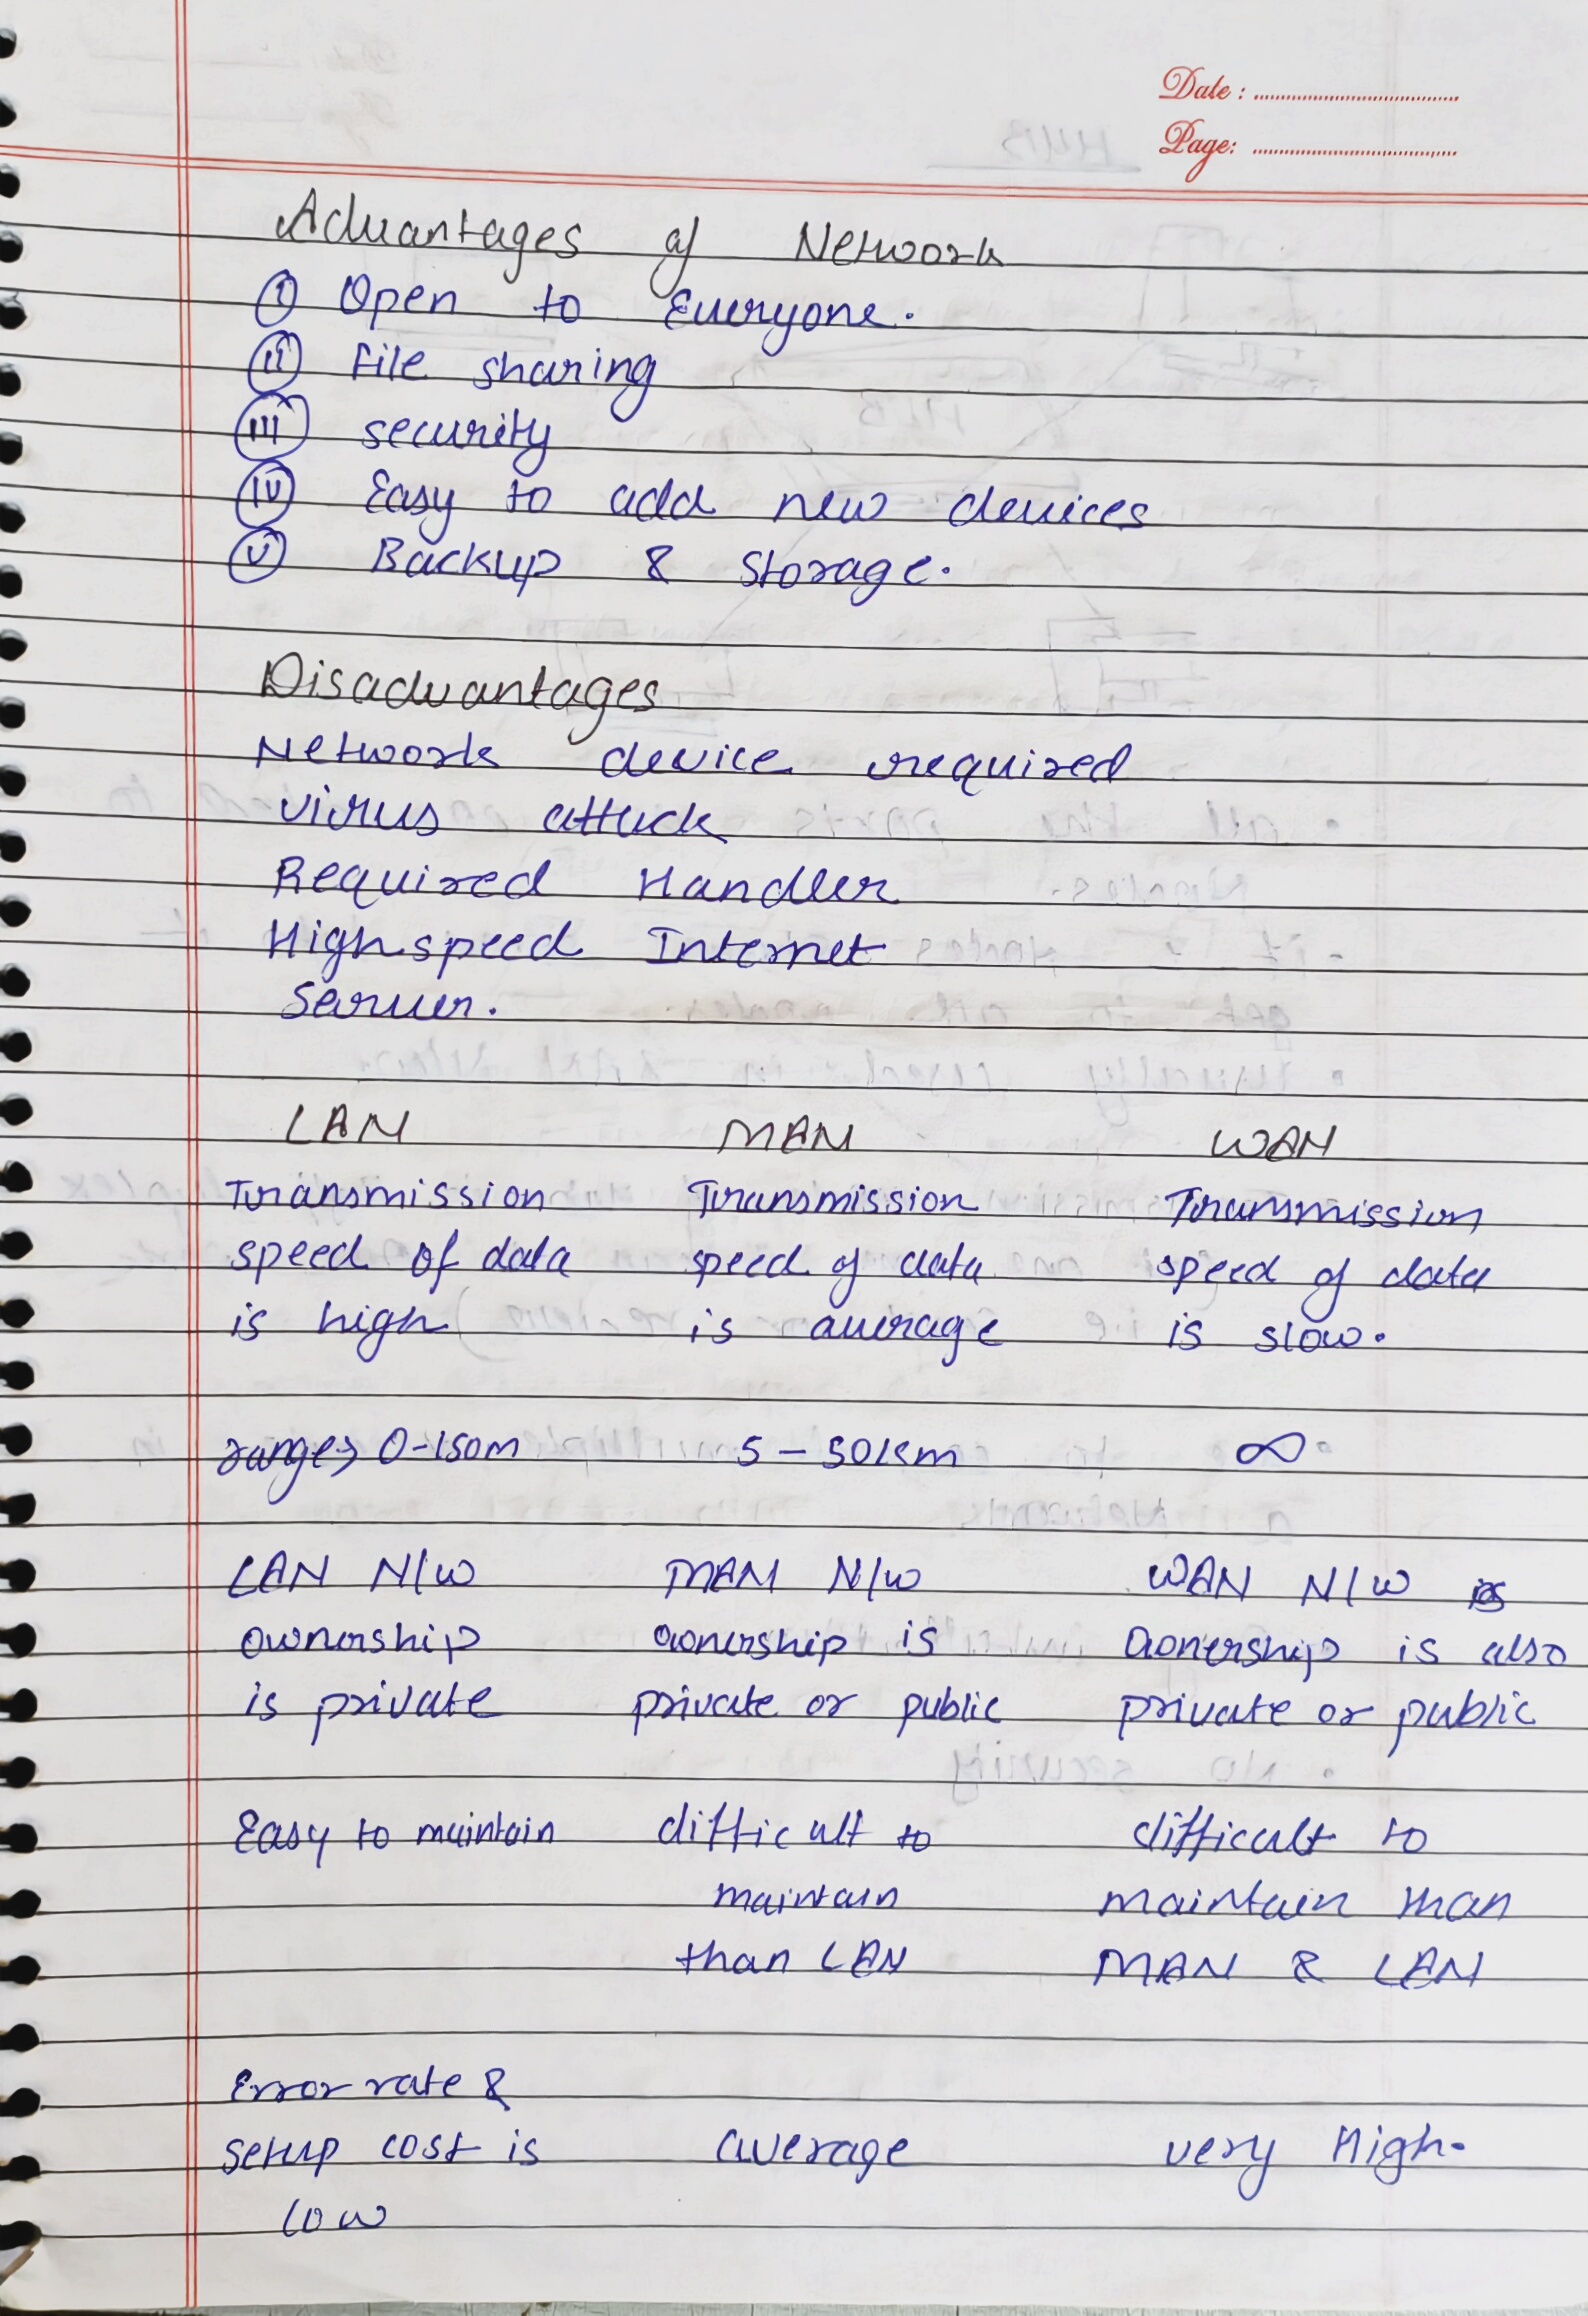 Date :
Page:
Advantages of Network
(i) Open to Everyone.
(ii) File sharing
(iii) security
(iv) Easy to add new devices
(v) Backup & Storage.
Disadvantages
Network device required
virus attack
Required Handler
High speed Internet
Server.
LAN MAN WAN
Transmission Transmission Transmission
speed of data speed of data speed of data
is high is average is slow.
range→ 0-150m 5-50km ∞
LAN N/W MAN N/W WAN N/W
ownership ownership is ownership is also
is private private or public private or public
Easy to maintain difficult to difficult to
maintain maintain than
than LAN MAN & LAN
Error rate &
setup cost is average very High.
low